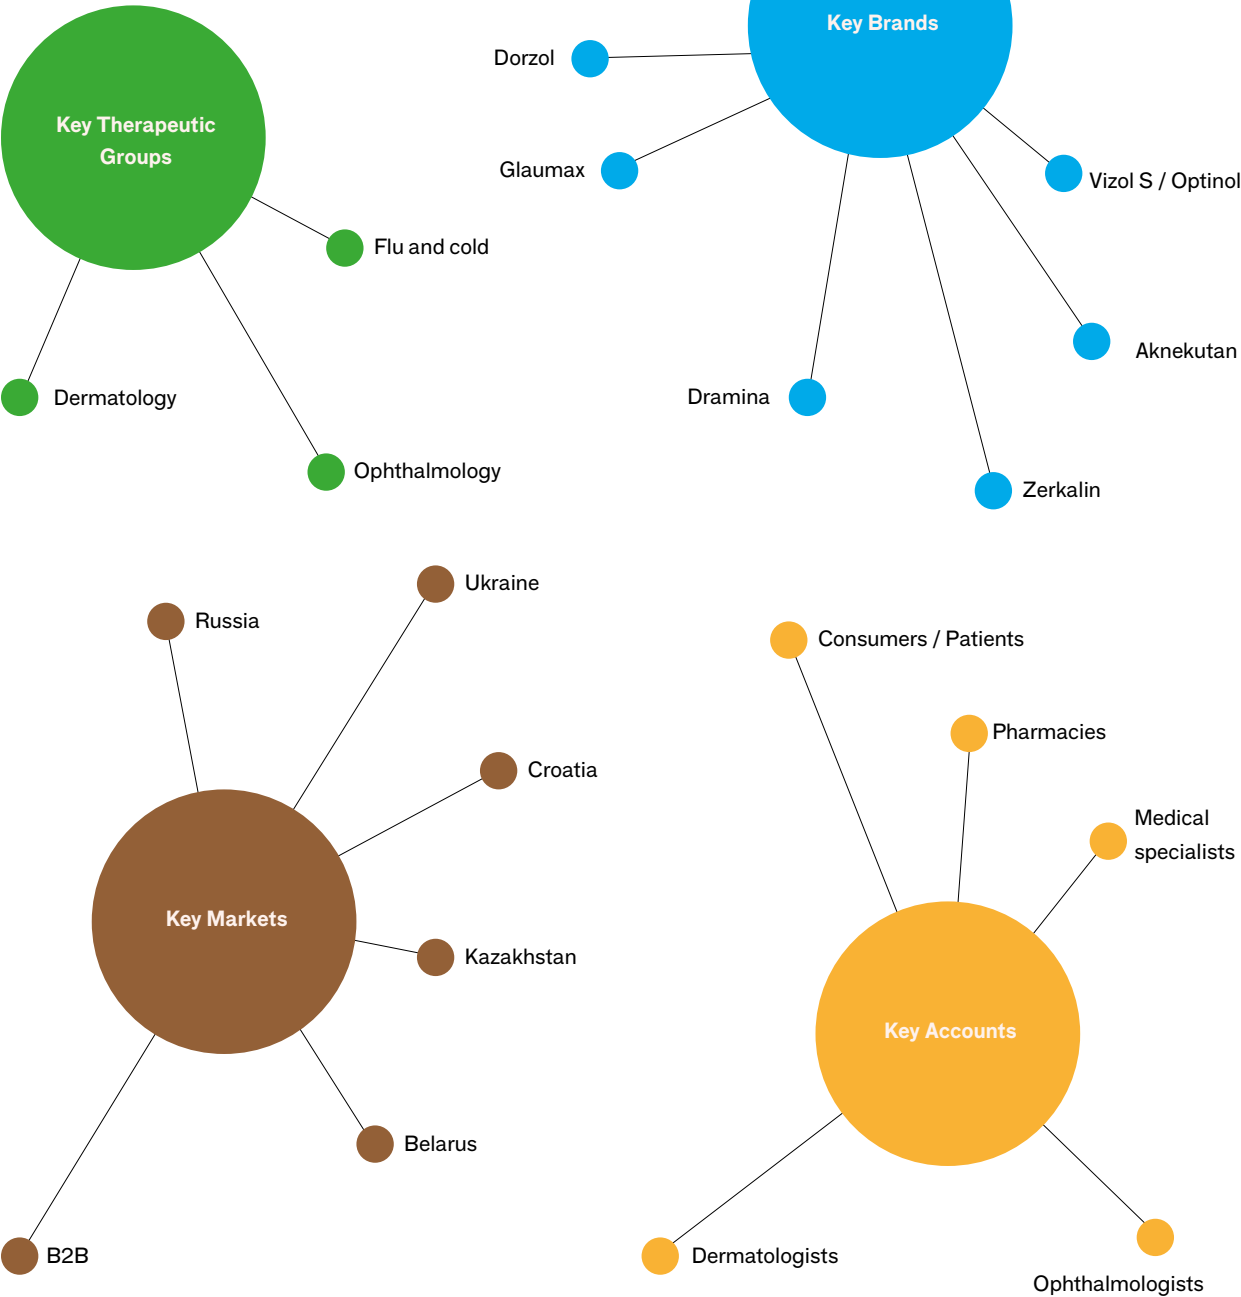 Key Therapeutic
Groups
Flu and cold
Dermatology
Ophthalmology
Key Brands
Dorzol
Glaumax
Vizol S / Optinol
Aknekutan
Dramina
Zerkalin
Ukraine
Russia
Croatia
Key Markets
Kazakhstan
Belarus
B2B
Consumers / Patients
Pharmacies
Medical
specialists
Key Accounts
Dermatologists
Ophthalmologists